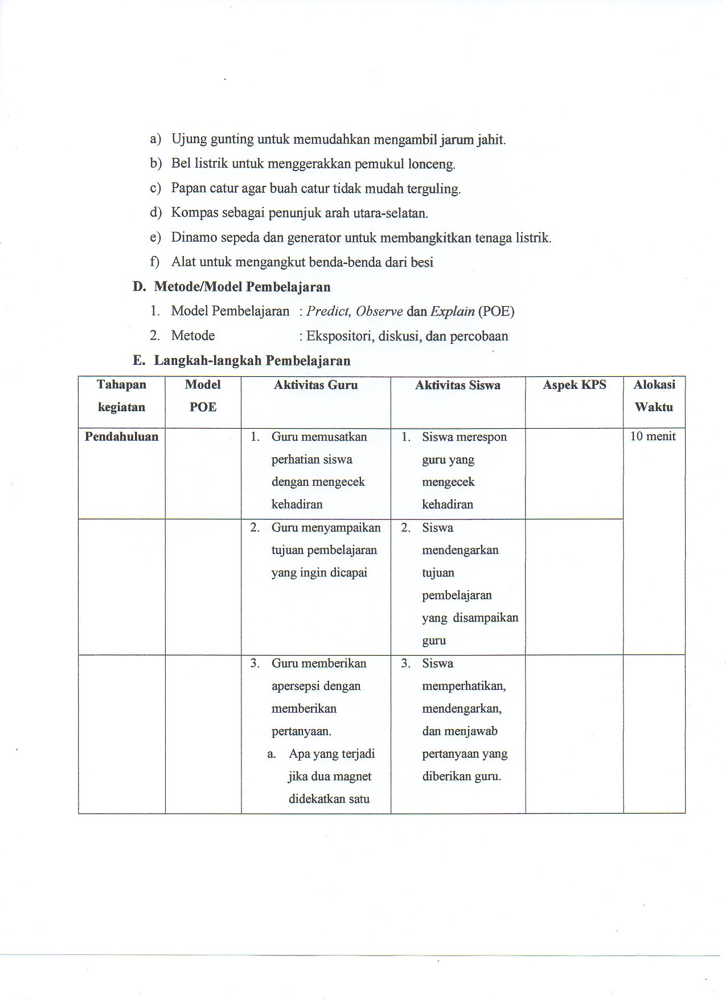 a) Ujung gunting untuk memudahkan mengambil jarum jahit.
b) Bel listrik untuk menggerakkan pemukul lonceng.
c) Papan catur agar buah catur tidak mudah terguling.
d) Kompas sebagai penunjuk arah utara-selatan.
e) Dinamo sepeda dan generator untuk membangkitkan tenaga listrik.
f) Alat untuk mengangkut benda-benda dari besi
D. Metode/Model Pembelajaran
1. Model Pembelajaran : Predict, Observe dan Explain (POE)
2. Metode : Ekspositori, diskusi, dan percobaan
E. Langkah-langkah Pembelajaran
Tahapan
kegiatan
Model
POE
Aktivitas Guru
Aktivitas Siswa
Aspek KPS
Alokasi
Waktu
Pendahuluan
1. Guru memusatkan
perhatian siswa
dengan mengecek
kehadiran
1. Siswa merespon
guru yang
mengecek
kehadiran
10 menit
2. Guru menyampaikan
tujuan pembelajaran
yang ingin dicapai
2. Siswa
mendengarkan
tujuan
pembelajaran
yang disampaikan
guru
3. Guru memberikan
apersepsi dengan
memberikan
pertanyaan.
a. Apa yang terjadi
jika dua magnet
didekatkan satu
3. Siswa
memperhatikan,
mendengarkan,
dan menjawab
pertanyaan yang
diberikan guru.